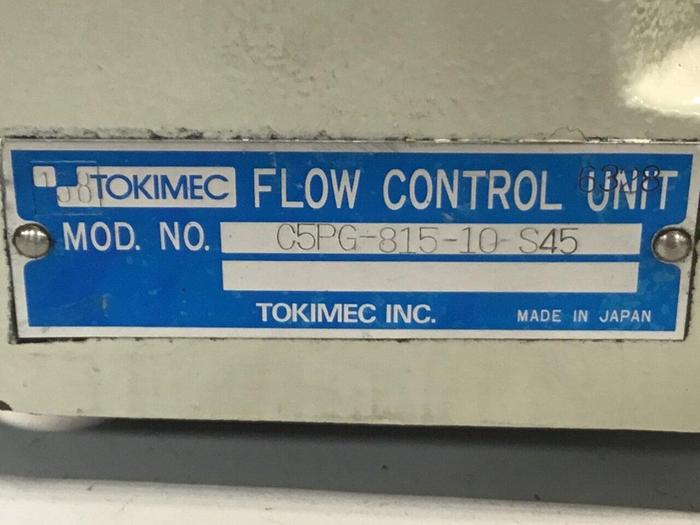 TOKIMEC FLOW CONTROL UNIT
MOD. NO. C5PG-815-10-S45
TOKIMEC INC. MADE IN JAPAN